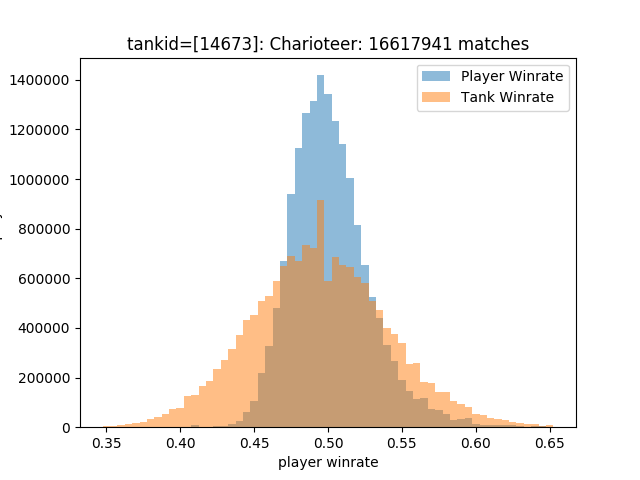 tankid=[14673]: Charioteer: 16617941 matches
Player Winrate
Tank Winrate
1400000
1200000
1000000
800000
600000
400000
200000
0
0.35 0.40 0.45 0.50 0.55 0.60 0.65
player winrate